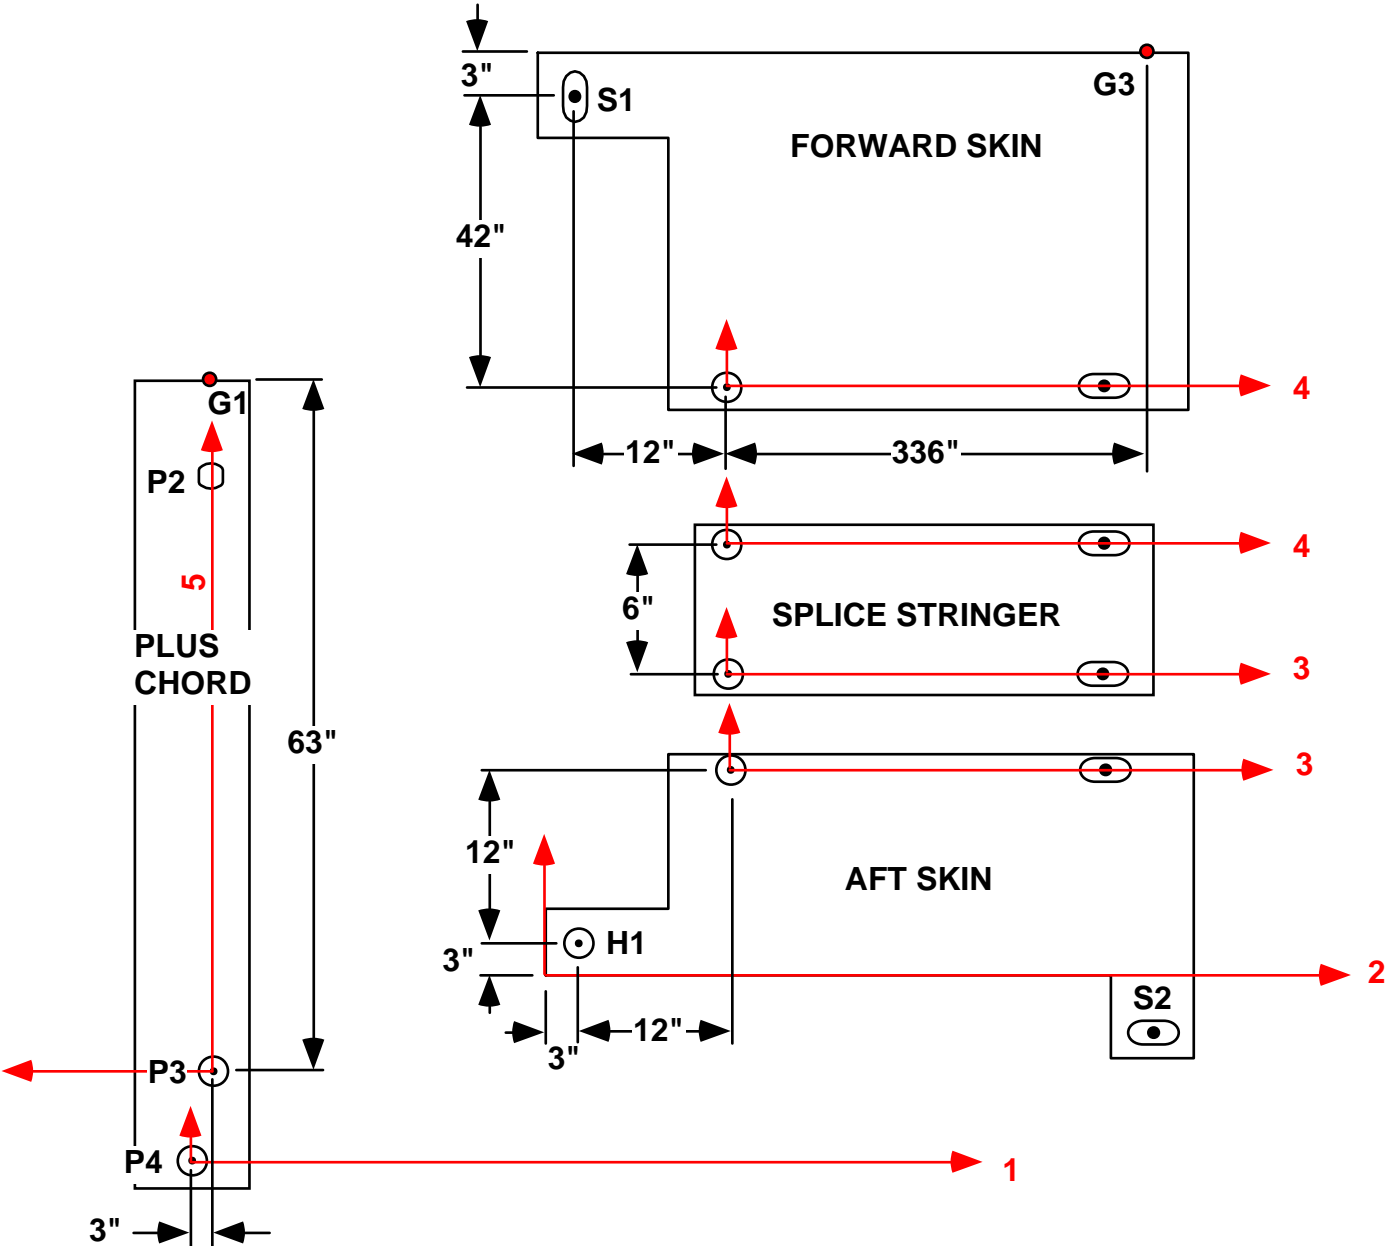 3"
S1
G3
FORWARD SKIN
42"
4
12"
336"
G1
P2
5
PLUS
CHORD
63"
P3
P4
1
3"
4
6"
SPLICE STRINGER
3
3
12"
AFT SKIN
H1
3"
2
S2
12"
3"